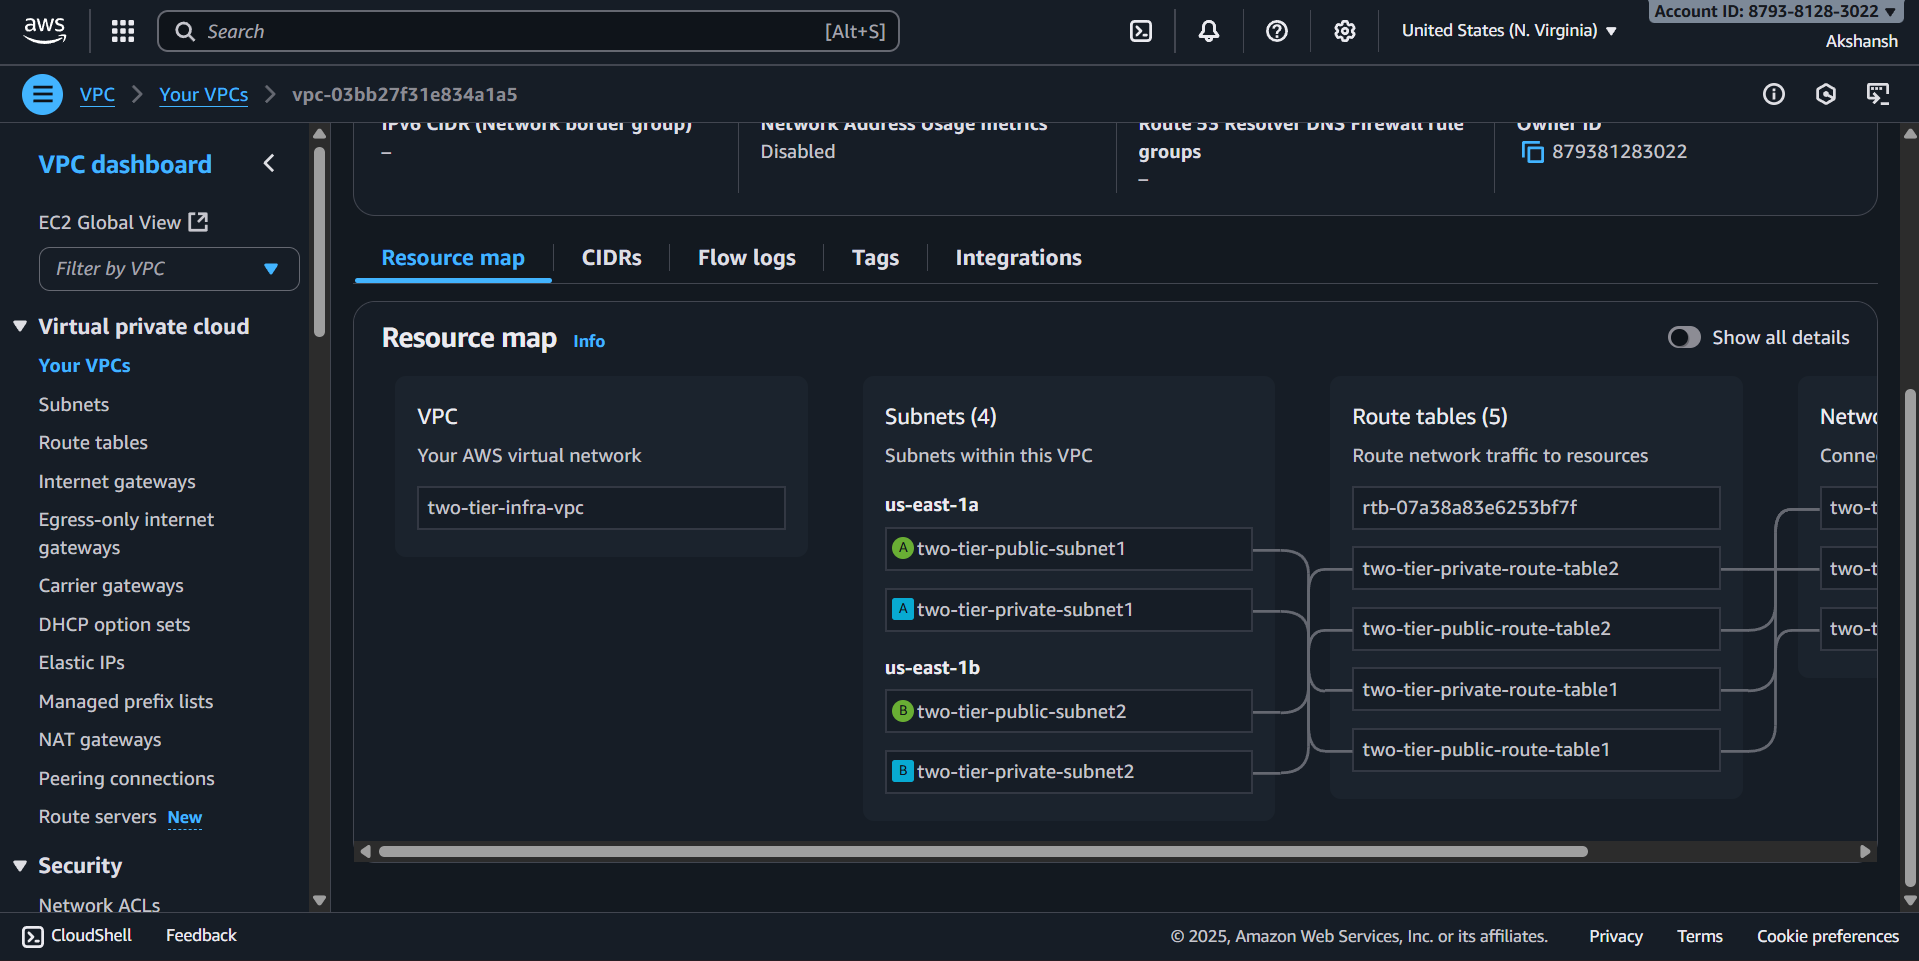 aws
Search [Alt+S]
United States (N. Virginia)
Account ID: 8793-8128-3022
Akshansh
VPC
Your VPCs
vpc-03bb27f31e834a1a5
VPC dashboard
EC2 Global View
Filter by VPC
Virtual private cloud
Your VPCs
Subnets
Route tables
Internet gateways
Egress-only internet
gateways
Carrier gateways
DHCP option sets
Elastic IPs
Managed prefix lists
NAT gateways
Peering connections
Route servers New
Security
Network ACLs
IPv6 CIDR (Network border group)
–
Network Address Usage metrics
Disabled
Route 53 Resolver DNS Firewall rule
groups
–
Owner ID
879381283022
Resource map
CIDRs
Flow logs
Tags
Integrations
Resource map Info
Show all details
VPC
Your AWS virtual network
two-tier-infra-vpc
Subnets (4)
Subnets within this VPC
us-east-1a
A two-tier-public-subnet1
A two-tier-private-subnet1
us-east-1b
B two-tier-public-subnet2
B two-tier-private-subnet2
Route tables (5)
Route network traffic to resources
rtb-07a38a83e6253bf7f
two-tier-private-route-table2
two-tier-public-route-table2
two-tier-private-route-table1
two-tier-public-route-table1
Netwo
Conne
two-t
two-t
two-t
CloudShell
Feedback
© 2025, Amazon Web Services, Inc. or its affiliates.
Privacy
Terms
Cookie preferences